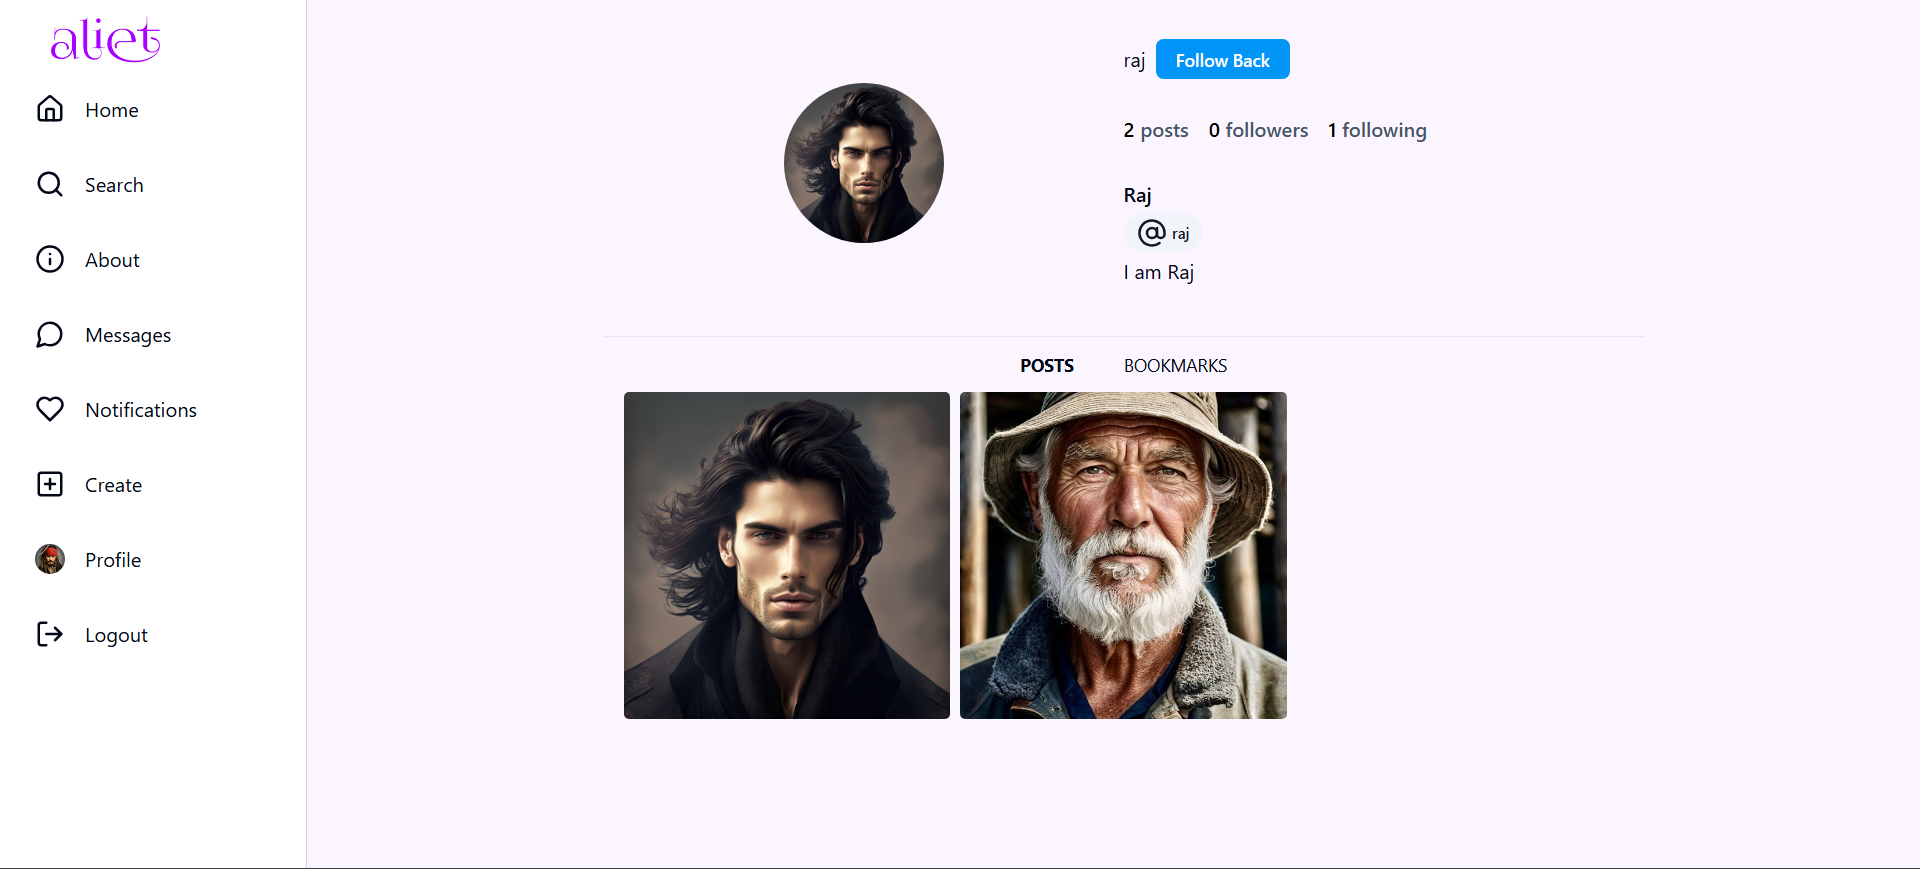 aliet
Home
Search
About
Messages
Notifications
Create
Profile
Logout
raj Follow Back
2 posts 0 followers 1 following
Raj
@ raj
I am Raj
POSTS BOOKMARKS